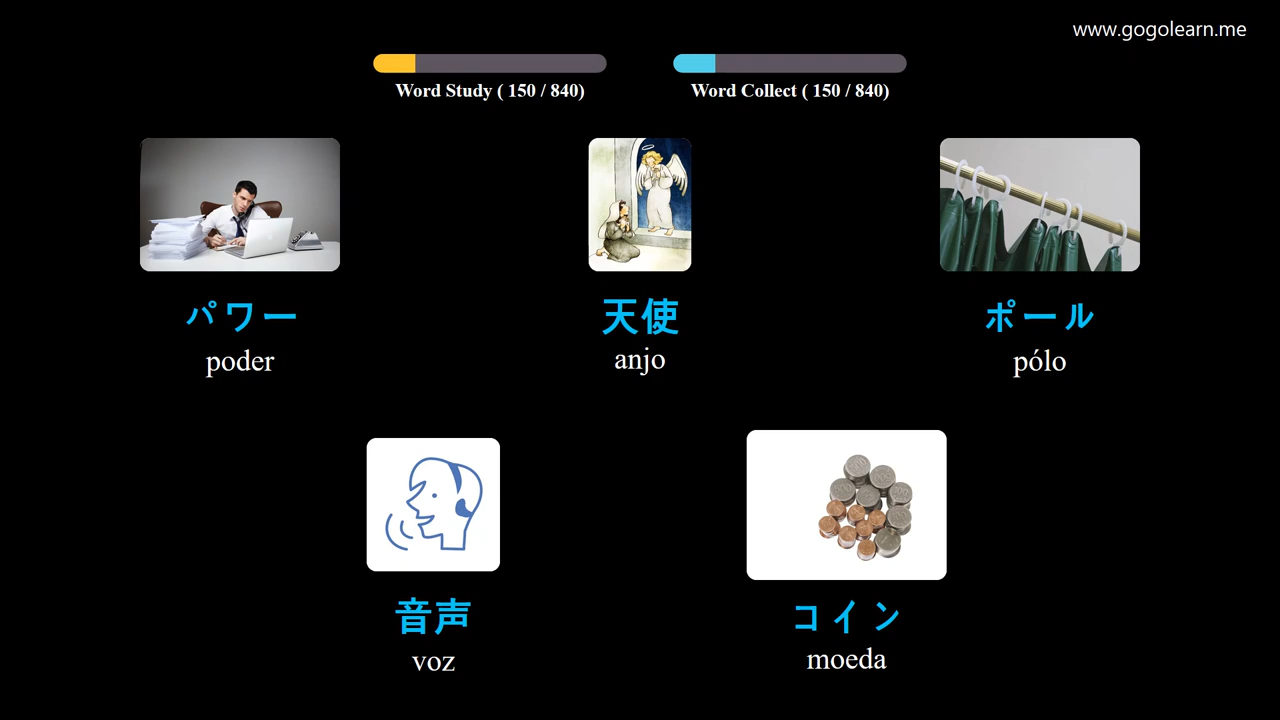 www.gogolearn.me
Word Study ( 150 / 840)
Word Collect ( 150 / 840)
パワー
poder
天使
anjo
ポール
pólo
音声
voz
コイン
moeda